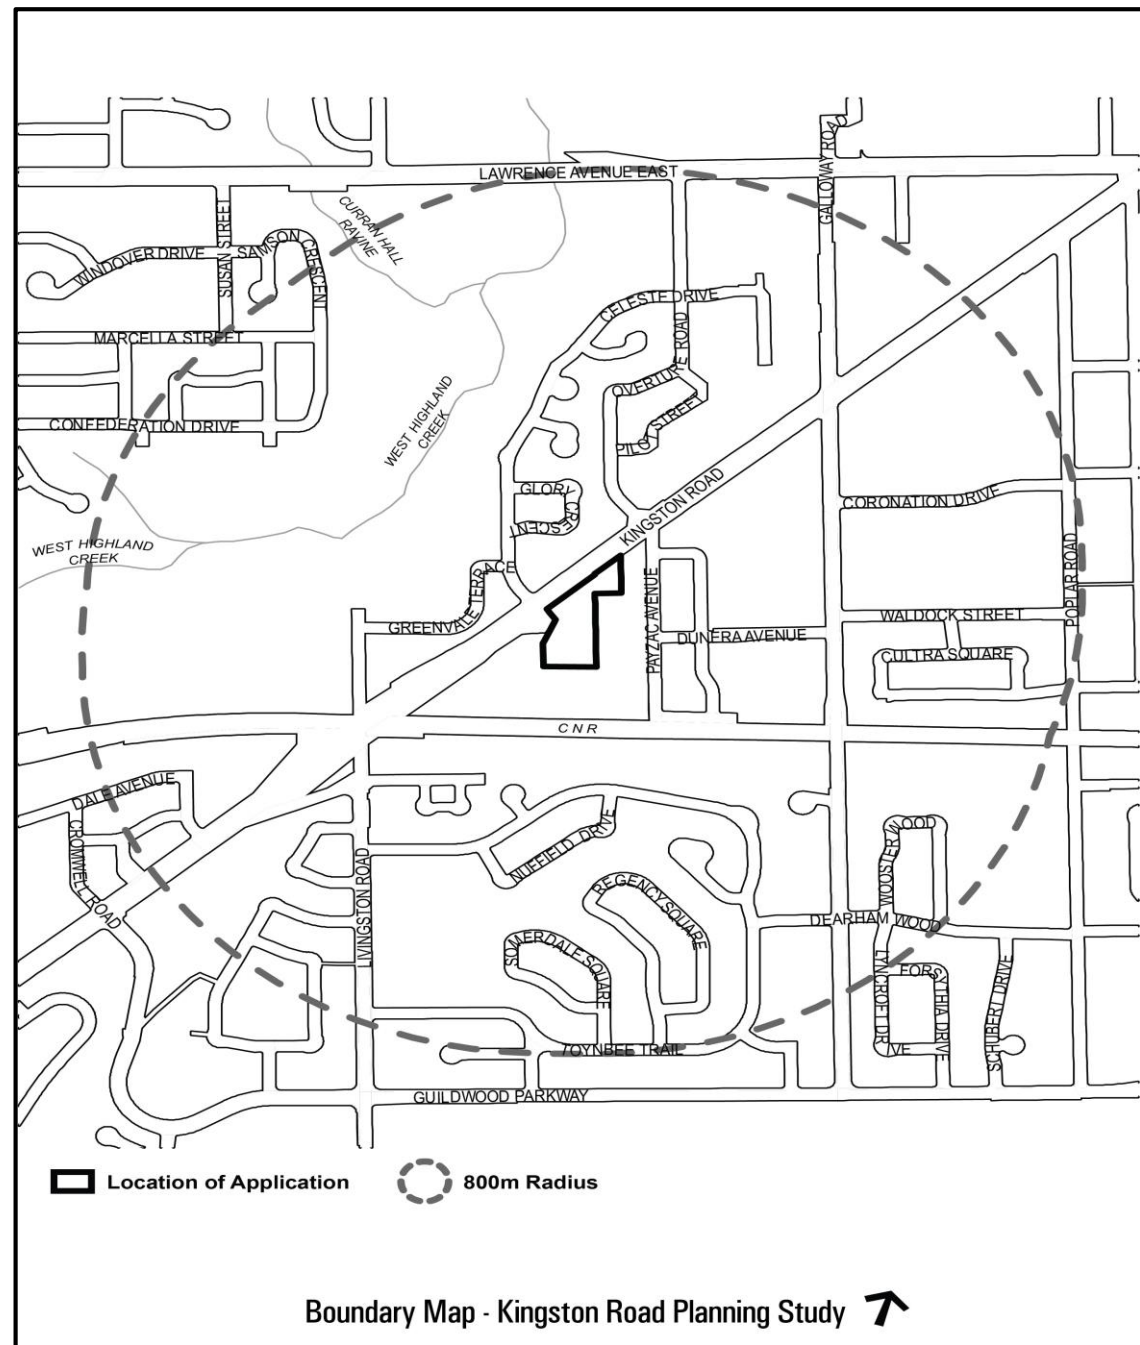 LAWRENCE AVENUE EAST
GALLOWAY ROAD
CURRAN HALL
RAVINE
SUSAN STREET
WINDOVER DRIVE
SAMSON CRESCENT
CELESTE DRIVE
MARCELLA STREET
OVERTURE ROAD
PILOT STREET
WEST HIGHLAND
CREEK
CONFEDERATION DRIVE
KINGSTON ROAD
GLORY CRESCENT
CORONATION DRIVE
WEST HIGHLAND
CREEK
GREENVALE TERRACE
PAYZAC AVENUE
POPLAR ROAD
WALDOCK STREET
DUNERA AVENUE
CULTRA SQUARE
CNR
DALE AVENUE
CROMWELL ROAD
NUFFIELD DRIVE
WOOSTER WOOD
LIVINGSTON ROAD
REGENCY SQUARE
DEARHAM WOOD
SOMERDALE SQUARE
LYNCROFT DRIVE
FORSYTHIA DRIVE
SCHUBERT DRIVE
TOYNBEE TRAIL
GUILDWOOD PARKWAY
Location of Application
800m Radius
Boundary Map - Kingston Road Planning Study